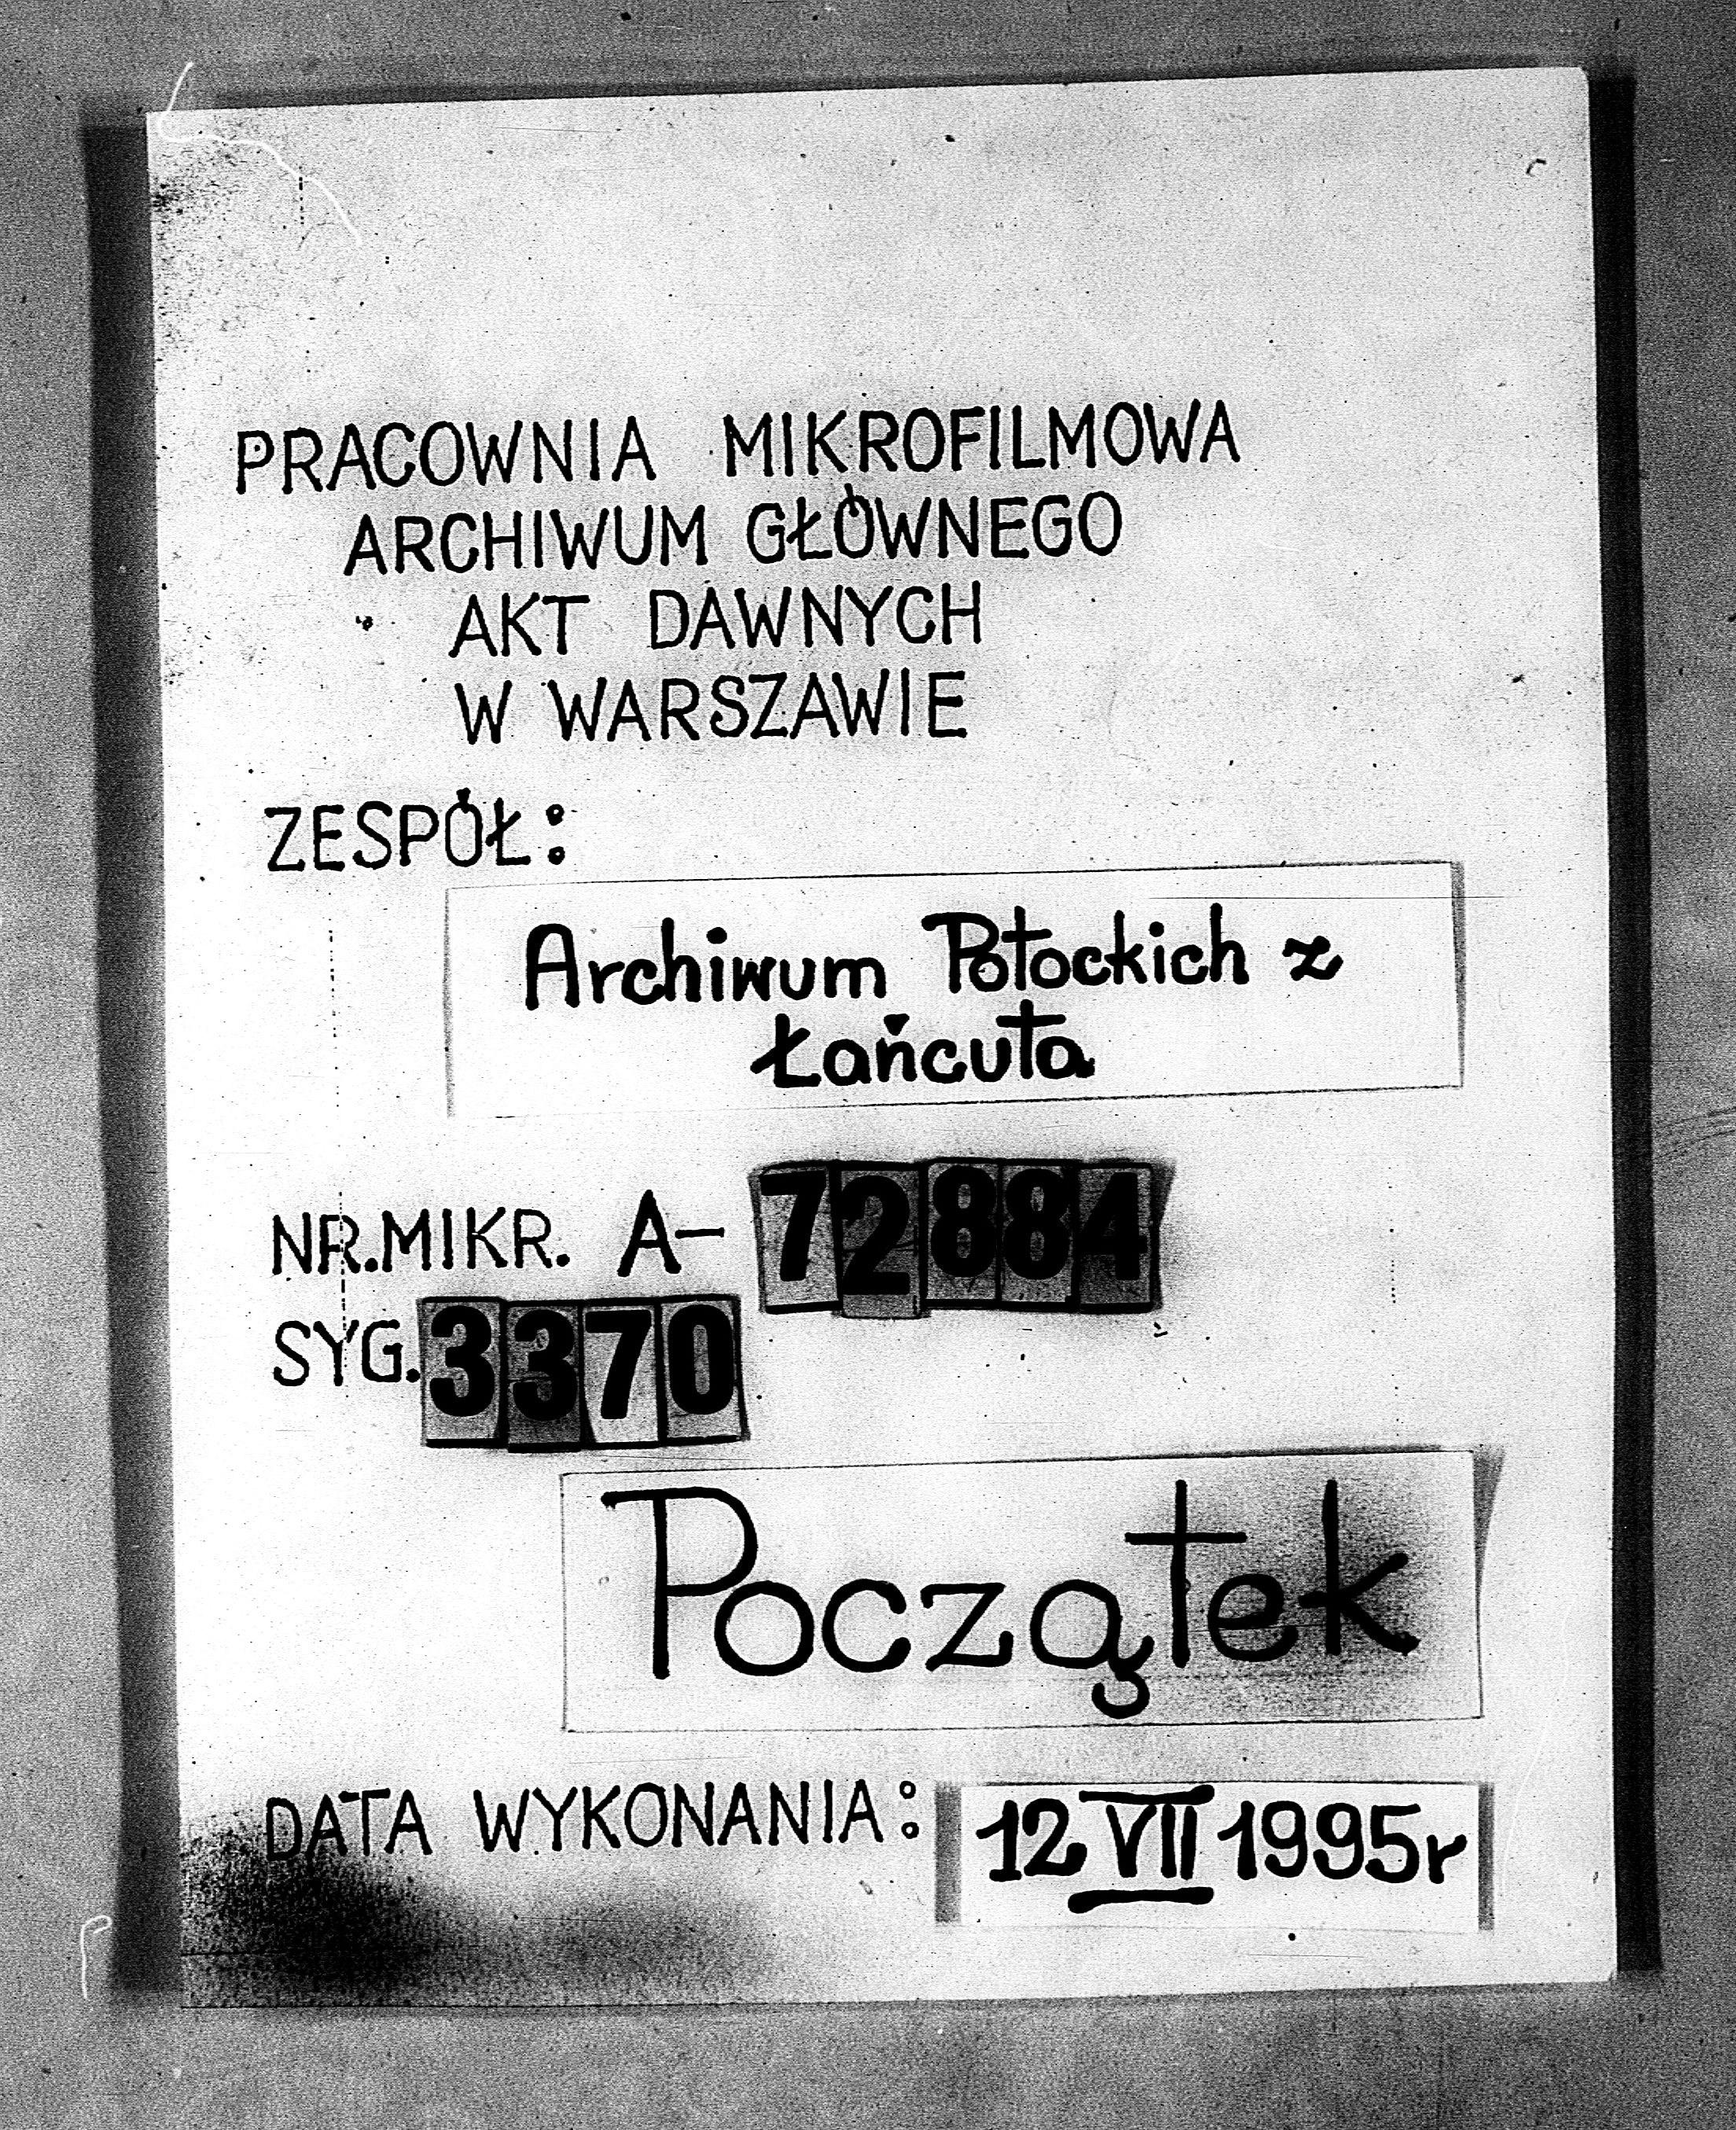 PRACOWNIA MIKROFILMOWA
ARCHIWUM GŁÓWNEGO
AKT DAWNYCH
W WARSZAWIE
ZESPÓŁ:
Archiwum Potockich z
Łańcuta
NR.MIKR. A- 72884
SYG. 3370
Początek
DATA WYKONANIA: 12 VII 1995r